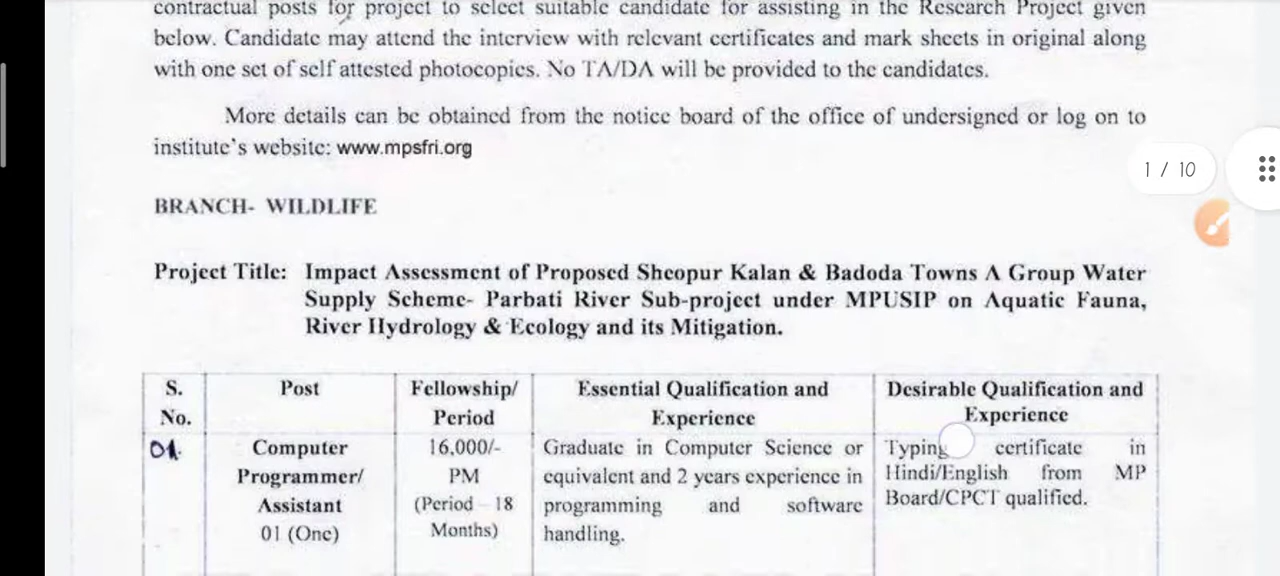 contractual posts for project to select suitable candidate for assisting in the Research Project given
below. Candidate may attend the interview with relevant certificates and mark sheets in original along
with one set of self attested photocopies. No TA/DA will be provided to the candidates.
More details can be obtained from the notice board of the office of undersigned or log on to
institute's website: www.mpsfri.org
1 / 10
BRANCH- WILDLIFE
Project Title: Impact Assessment of Proposed Sheopur Kalan & Badoda Towns A Group Water
Supply Scheme- Parbati River Sub-project under MPUSIP on Aquatic Fauna,
River Hydrology & Ecology and its Mitigation.
S. No.
Post
Fellowship/ Period
Essential Qualification and Experience
Desirable Qualification and Experience
01.
Computer
Programmer/
Assistant
01 (One)
16,000/-
PM
(Period – 18
Months)
Graduate in Computer Science or
equivalent and 2 years experience in
programming and software
handling.
Typing certificate in
Hindi/English from MP
Board/CPCT qualified.